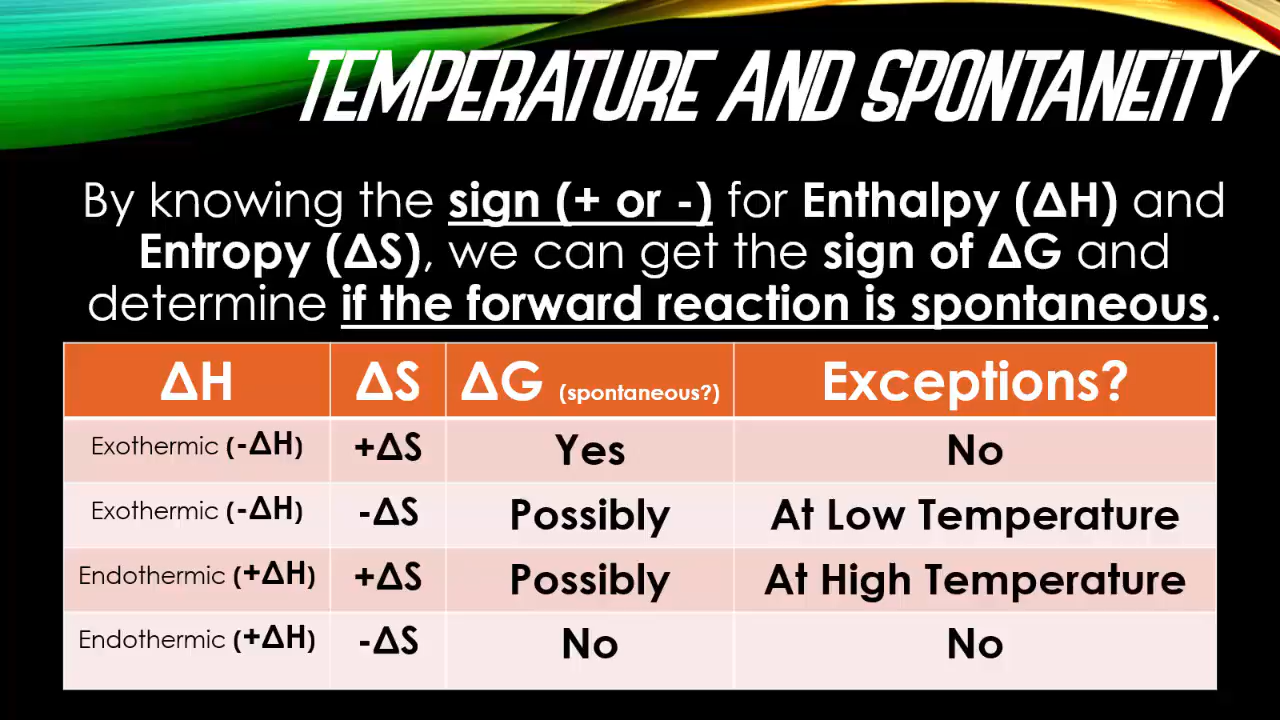 TEMPERATURE AND SPONTANEITY
By knowing the sign (+ or -) for Enthalpy (ΔH) and
Entropy (ΔS), we can get the sign of ΔG and
determine if the forward reaction is spontaneous.
ΔH ΔS ΔG (spontaneous?) Exceptions?
Exothermic (-ΔH) +ΔS Yes No
Exothermic (-ΔH) -ΔS Possibly At Low Temperature
Endothermic (+ΔH) +ΔS Possibly At High Temperature
Endothermic (+ΔH) -ΔS No No